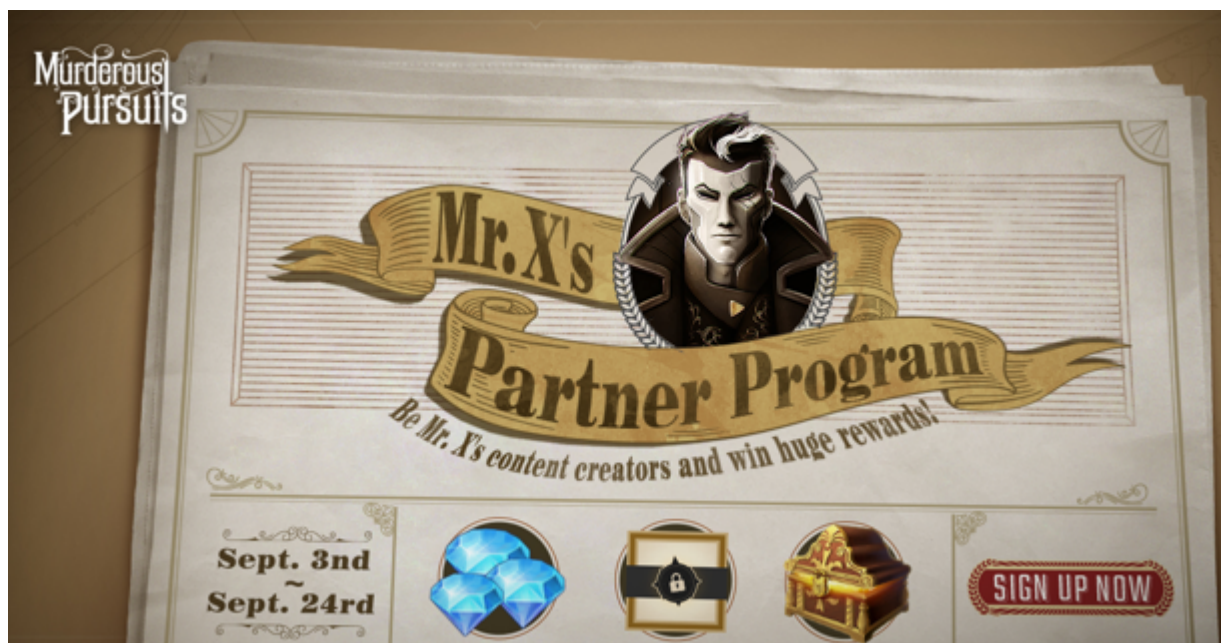 Murderous
Pursuits
Mr. X's
Partner Program
Be Mr. X's content creators and win huge rewards!
Sept. 3nd
~
Sept. 24rd
SIGN UP NOW